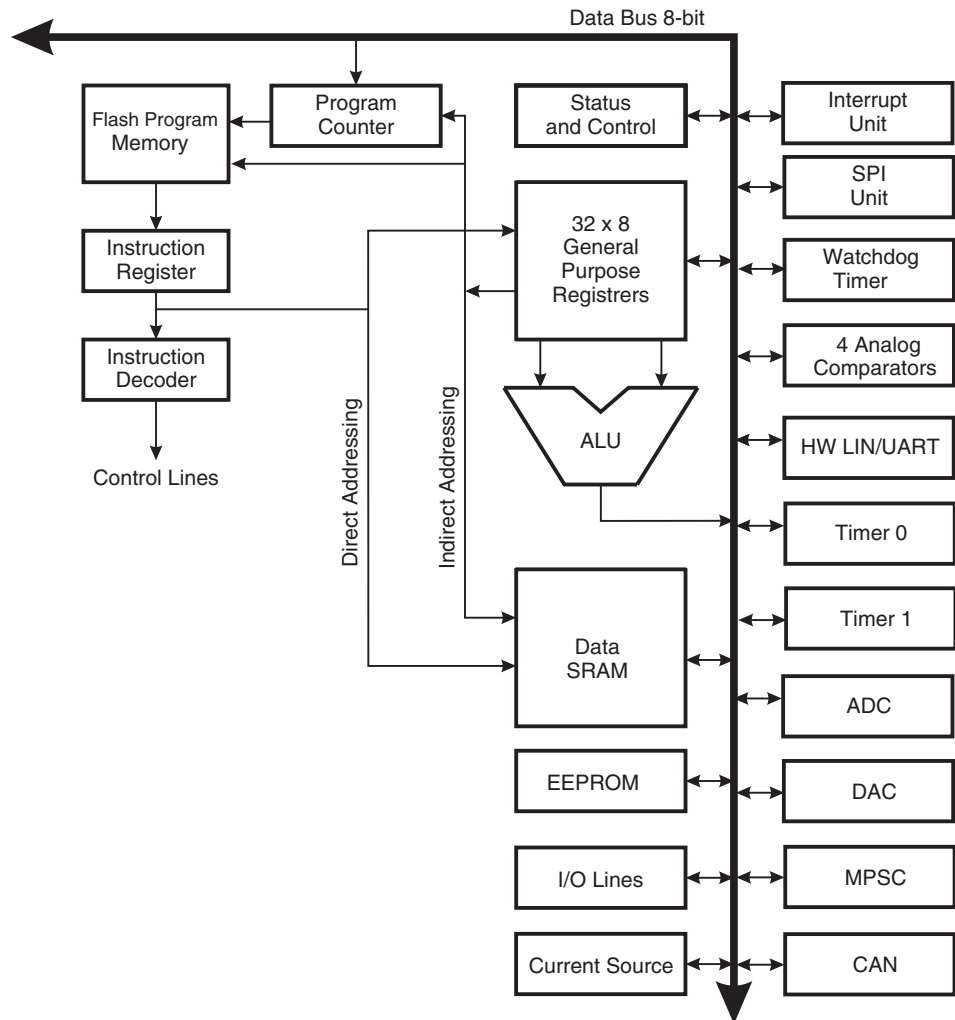 Data Bus 8-bit
Flash Program
Memory
Program
Counter
Status
and Control
Interrupt
Unit
SPI
Unit
Instruction
Register
32 x 8
General
Purpose
Registrers
Watchdog
Timer
Instruction
Decoder
4 Analog
Comparators
Control Lines
Direct Addressing
Indirect Addressing
ALU
HW LIN/UART
Timer 0
Data
SRAM
Timer 1
ADC
EEPROM
DAC
I/O Lines
MPSC
Current Source
CAN